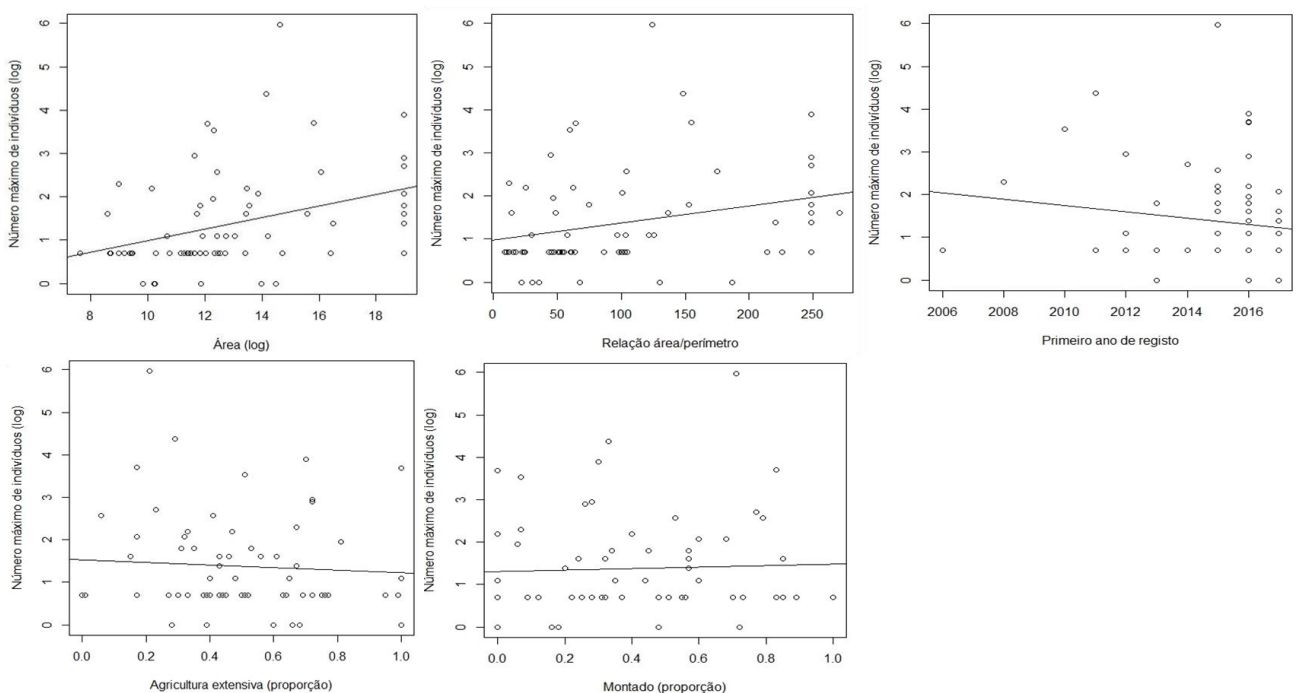 Número máximo de indivíduos (log)
6
5
4
3
2
1
0
8 10 12 14 16 18
Área (log)
Número máximo de indivíduos (log)
6
5
4
3
2
1
0
0 50 100 150 200 250
Relação área/perímetro
Número máximo de indivíduos (log)
6
5
4
3
2
1
0
2006 2008 2010 2012 2014 2016
Primeiro ano de registo
Número máximo de indivíduos (log)
6
5
4
3
2
1
0
0.0 0.2 0.4 0.6 0.8 1.0
Agricultura extensiva (proporção)
Número máximo de indivíduos (log)
6
5
4
3
2
1
0
0.0 0.2 0.4 0.6 0.8 1.0
Montado (proporção)